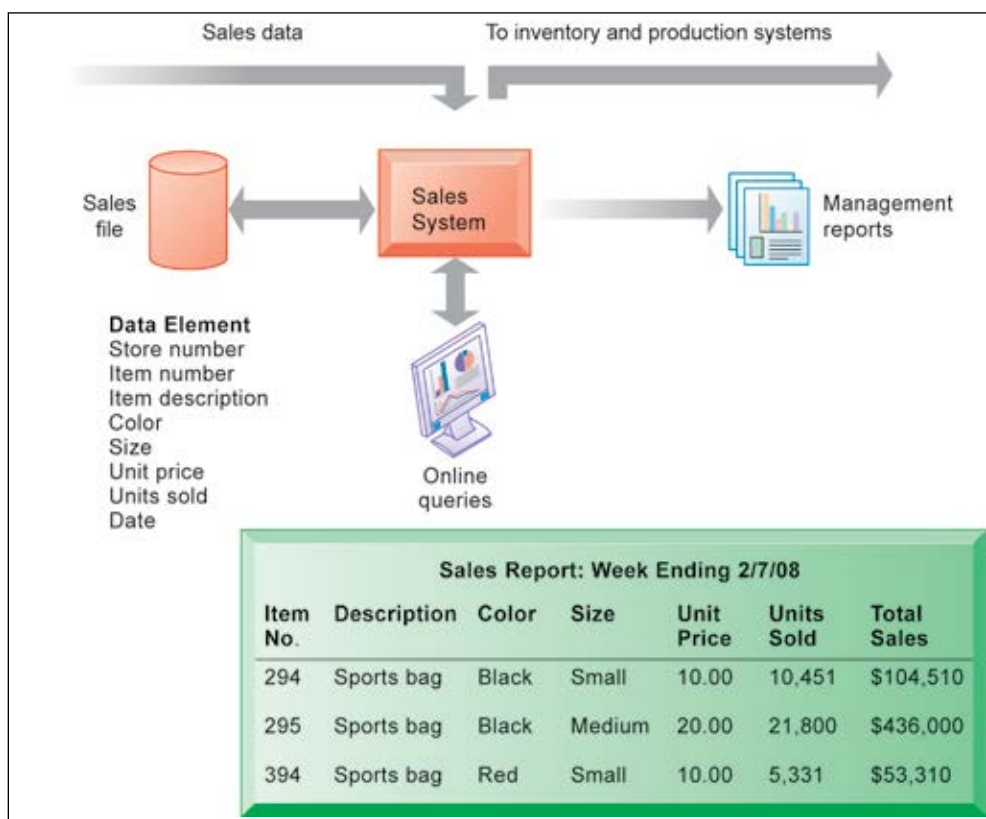 Sales data
To inventory and production systems
Sales
file
Sales
System
Management
reports
Data Element
Store number
Item number
Item description
Color
Size
Unit price
Units sold
Date
Online
queries
Sales Report: Week Ending 2/7/08
Item No. Description Color Size Unit Price Units Sold Total Sales
294 Sports bag Black Small 10.00 10,451 $104,510
295 Sports bag Black Medium 20.00 21,800 $436,000
394 Sports bag Red Small 10.00 5,331 $53,310